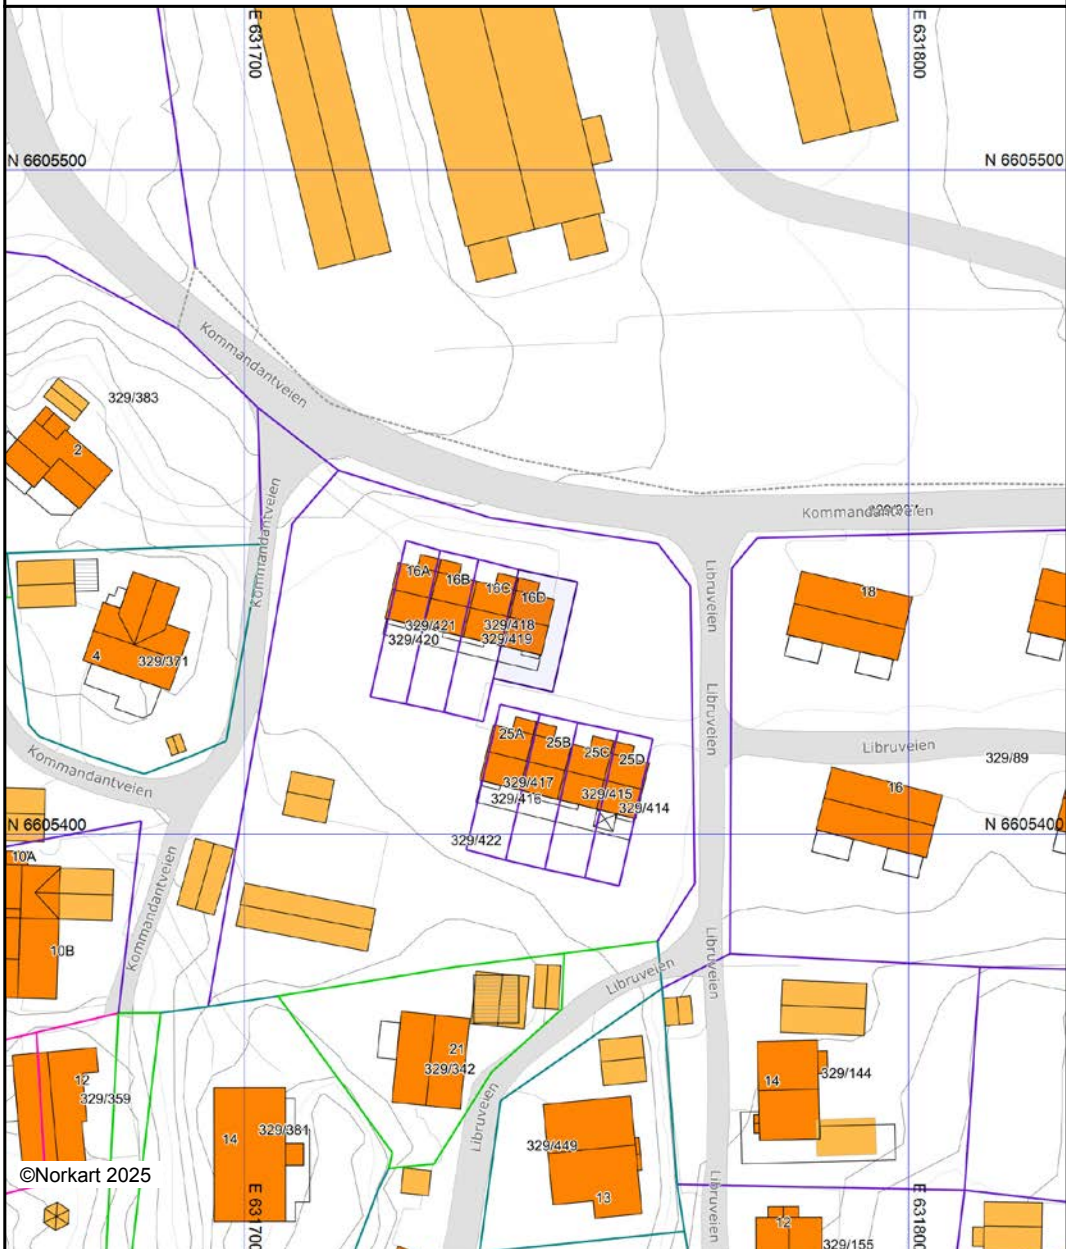 E 631700
E 631800
N 6605500
N 6605500
Kommandantveien
329/383
2
Kommandantveien
Kommandantveien
Libruveien
16A
16B
16C
16D
18
329/421
329/418
329/420
329/419
4
329/371
Libruveien
25A
25B
25C
25D
Libruveien
Kommandantveien
329/89
329/417
329/415
16
329/416
329/414
N 6605400
N 6605400
329/422
10A
Kommandantveien
10B
Libruveien
Libruveien
21
329/342
12
329/359
14
329/144
Libruveien
14
329/381
329/449
©Norkart 2025
13
E 631700
Libruveien
E 631800
12
329/155